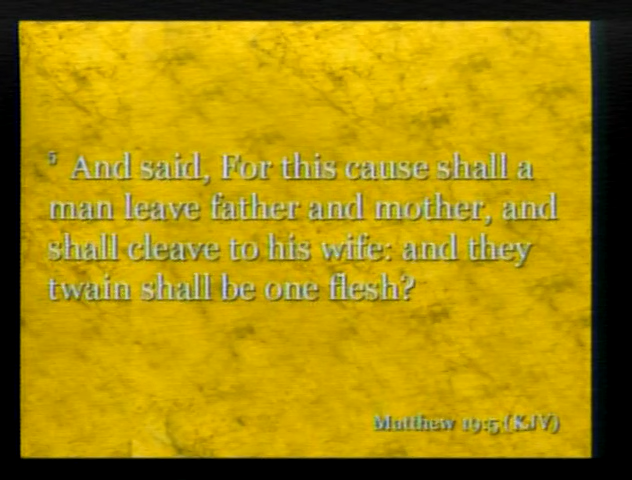 5 And said, For this cause shall a
man leave father and mother, and
shall cleave to his wife: and they
twain shall be one flesh?
Matthew 19:5 (KJV)